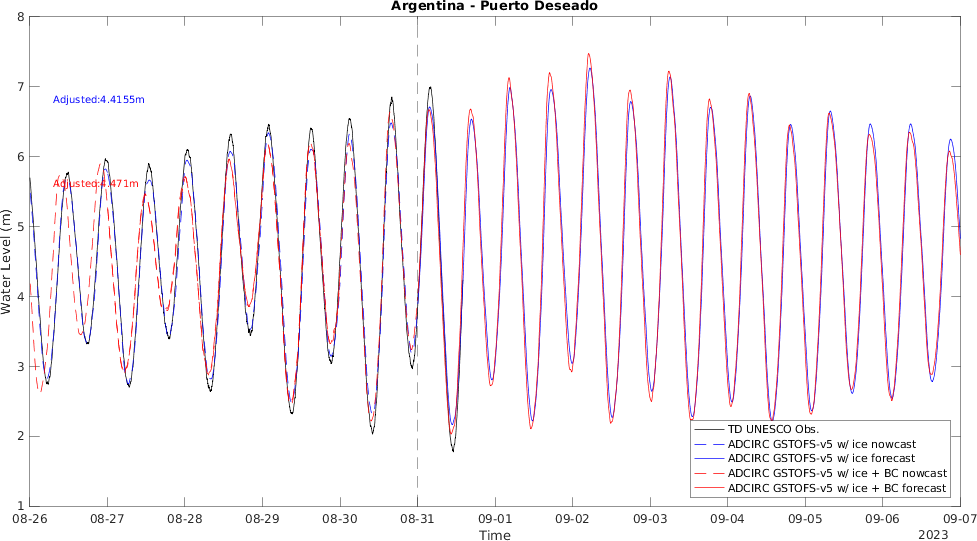 Argentina - Puerto Deseado
8
7
6
5
4
3
2
1
Water Level (m)
Adjusted:4.4155m
Adjusted:4.471m
TD UNESCO Obs.
ADCIRC GSTOFS-v5 w/ ice nowcast
ADCIRC GSTOFS-v5 w/ ice forecast
ADCIRC GSTOFS-v5 w/ ice + BC nowcast
ADCIRC GSTOFS-v5 w/ ice + BC forecast
08-26 08-27 08-28 08-29 08-30 08-31 09-01 09-02 09-03 09-04 09-05 09-06 09-07
Time
2023